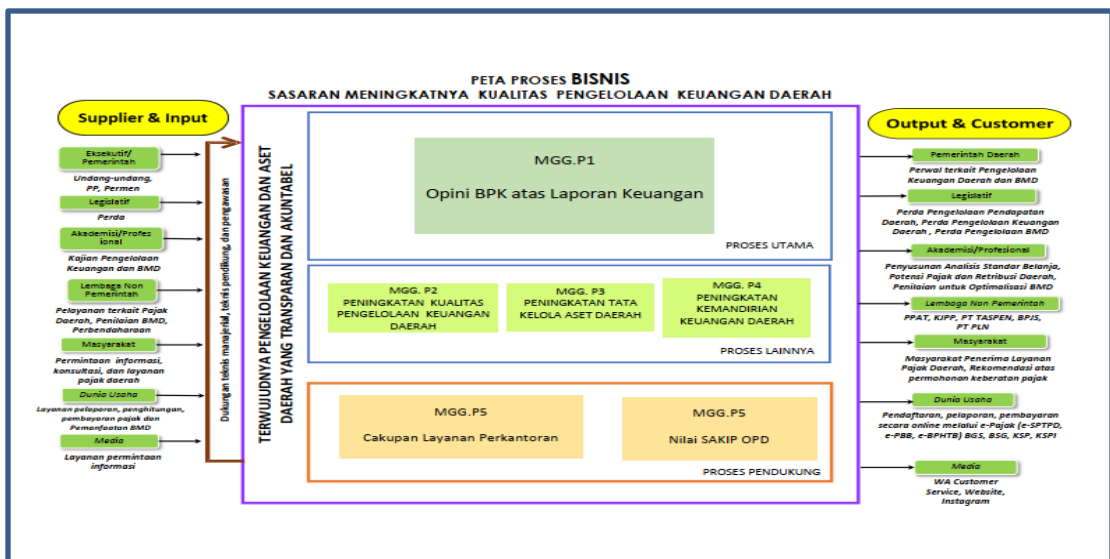 PETA PROSES BISNIS
SASARAN MENINGKATNYA KUALITAS PENGELOLAAN KEUANGAN DAERAH
Supplier & Input
Eksekutif/
Pemerintah
Undang-undang,
PP, Permen
Legislatif
Perda
Akademisi/Profes
ional
Kajian Pengelolaan
Keuangan dan BMD
Lembaga Non
Pemerintah
Pelayanan terkait Pajak
Daerah, Penilaian BMD,
Perbendaharaan
Masyarakat
Permintaan informasi,
konsultasi, dan layanan
pajak daerah
Dunia Usaha
Layanan pelaporan, penghitungan,
pembayaran pajak dan
Pemanfaatan BMD
Media
Layanan permintaan
informasi
Dukungan teknis manajerial, teknis pendikung, dan pengawasan
TERWUJUDNYA PENGELOLAAN KEUANGAN DAN ASET
DAERAH YANG TRANSPARAN DAN AKUNTABEL
MGG.P1
Opini BPK atas Laporan Keuangan
PROSES UTAMA
MGG. P2
PENINGKATAN KUALITAS
PENGELOLAAN KEUANGAN
DAERAH
MGG. P3
PENINGKATAN TATA
KELOLA ASET DAERAH
MGG. P4
PENINGKATAN
KEMANDIRIAN
KEUANGAN DAERAH
PROSES LAINNYA
MGG.P5
Cakupan Layanan Perkantoran
MGG.P5
Nilai SAKIP OPD
PROSES PENDUKUNG
Output & Customer
Pemerintah Daerah
Perwal terkait Pengelolaan
Keuangan Daerah dan BMD
Legislatif
Perda Pengelolaan Pendapatan
Daerah, Perda Pengelolaan Keuangan
Daerah , Perda Pengelolaan BMD
Akademisi/Profesional
Penyusunan Analisis Standar Belanja,
Potensi Pajak dan Retribusi Daerah,
Penilaian untuk Optimalisasi BMD
Lembaga Non Pemerintah
PPAT, KJPP, PT TASPEN, BPJS,
PT PLN
Masyarakat
Masyarakat Penerima Layanan
Pajak Daerah, Rekomendasi atas
permohonan keberatan pajak
Dunia Usaha
Pendaftaran, pelaporan, pembayaran
secara online melalui e-Pajak (e-SPTPD,
e-PBB, e-BPHTB) BGS, BSG, KSP, KSPI
Media
WA Customer
Service, Website,
Instagram